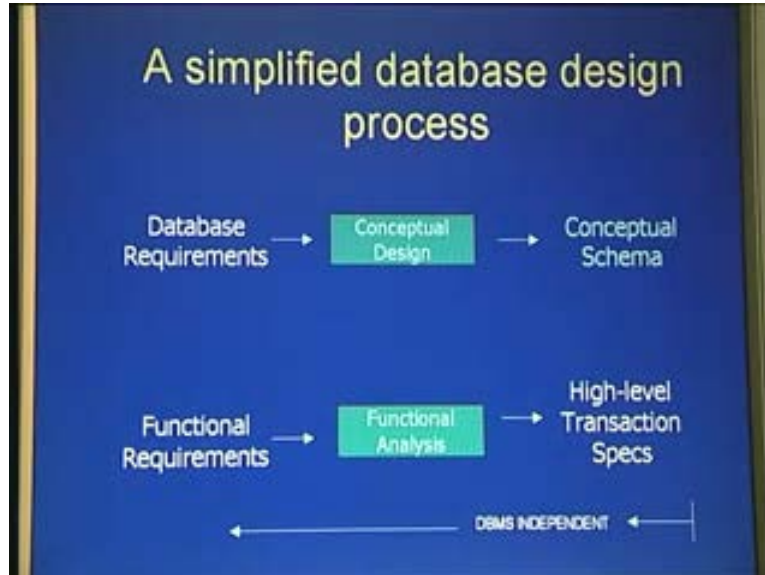 A simplified database design
process
Database
Requirements
Conceptual
Design
Conceptual
Schema
Functional
Requirements
Functional
Analysis
High-level
Transaction
Specs
DBMS INDEPENDENT